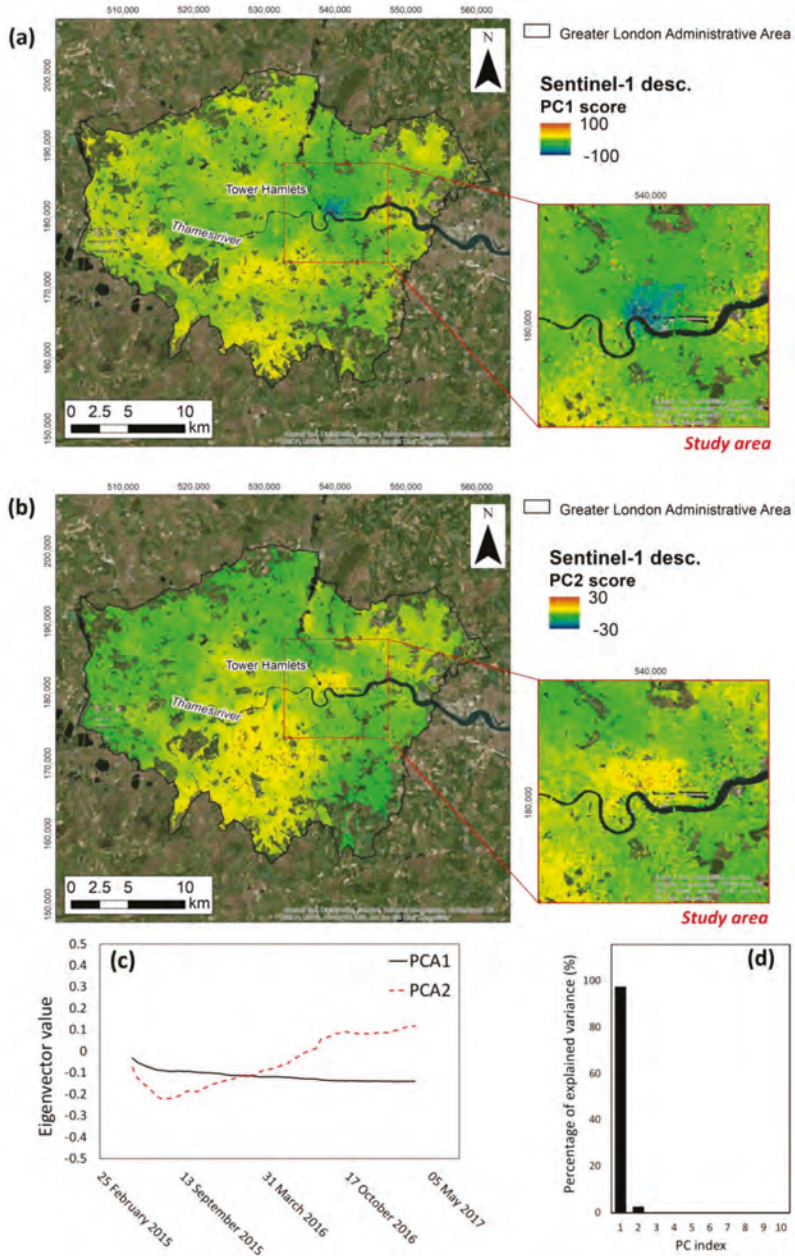 (a)
510,000 520,000 530,000 540,000 550,000 560,000
Greater London Administrative Area
N
Sentinel-1 desc.
PC1 score
100
-100
200,000
190,000
180,000
170,000
160,000
150,000
Tower Hamlets
Thames river
540,000
180,000
0 2.5 5 10
km
Study area
(b)
510,000 520,000 530,000 540,000 550,000 560,000
Greater London Administrative Area
N
Sentinel-1 desc.
PC2 score
30
-30
200,000
190,000
180,000
170,000
160,000
150,000
Tower Hamlets
Thames river
540,000
180,000
0 2.5 5 10
km
Study area
(c)
PCA1
PCA2
Eigenvector value
0.5
0.4
0.3
0.2
0.1
0
-0.1
-0.2
-0.3
-0.4
-0.5
25 February 2015
13 September 2015
31 March 2016
17 October 2016
05 May 2017
(d)
Percentage of explained variance (%)
100
80
60
40
20
0
1 2 3 4 5 6 7 8 9 10
PC index